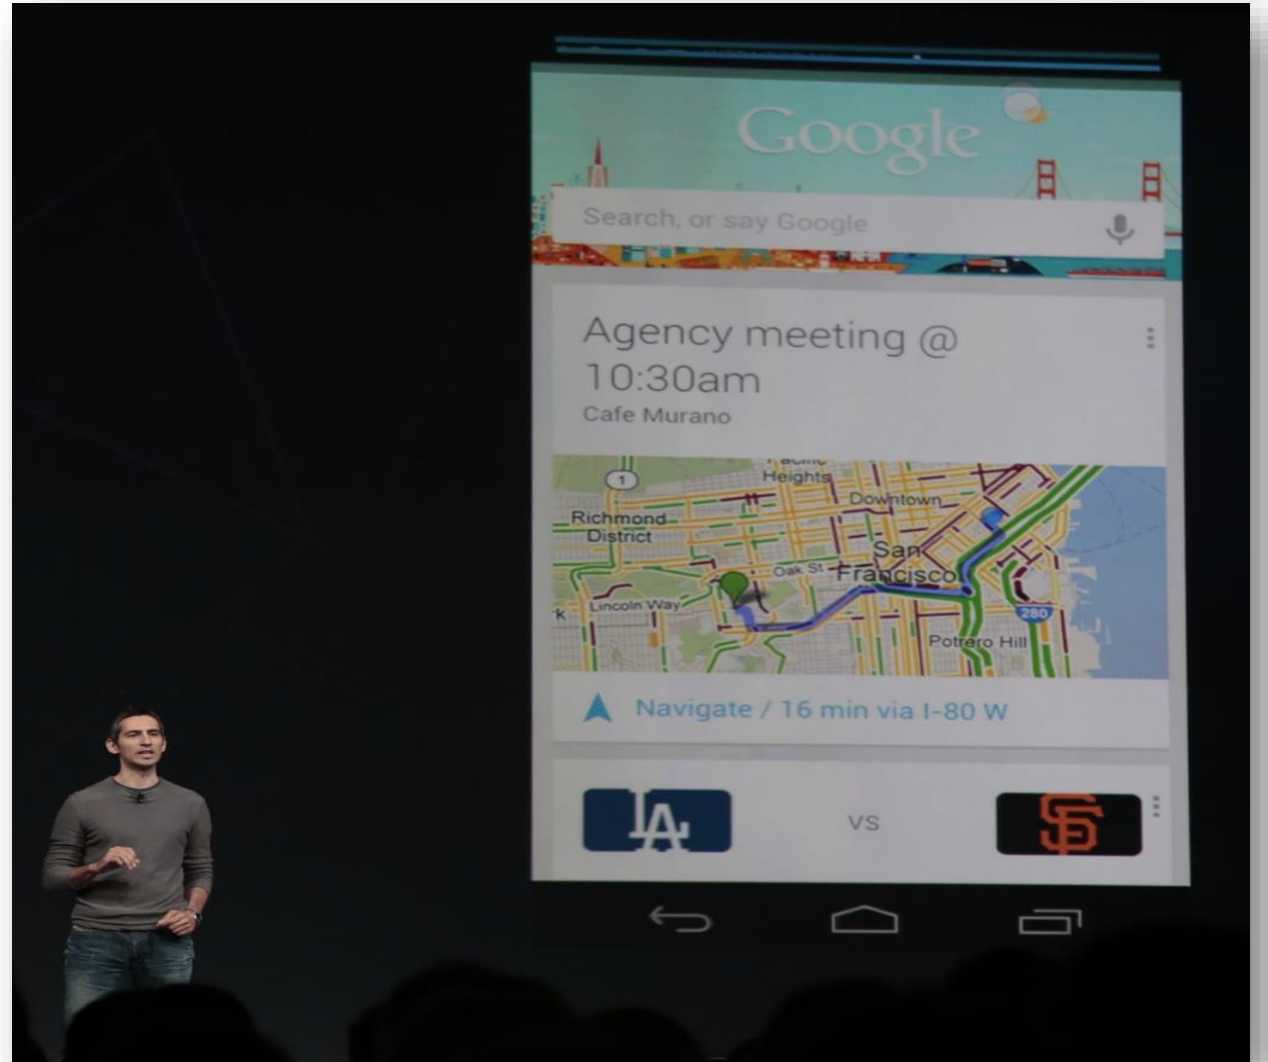 Google
Search, or say Google
Agency meeting @
10:30am
Cafe Murano
Heights
1
Downtown
Richmond
District
San
Oak St
Francisco
Lincoln Way
k
280
Potrero Hill
Navigate / 16 min via I-80 W
LA
vs
SF